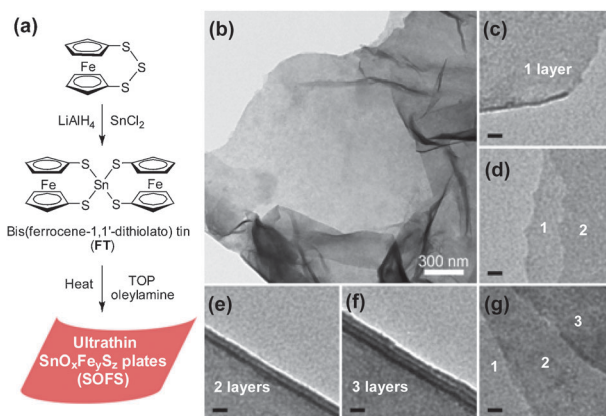 (a)
S
S
Fe
S
LiAlH4 SnCl2
S S
Fe Sn Fe
S S
Bis(ferrocene-1,1'-dithiolato) tin
(FT)
Heat TOP
oleylamine
Ultrathin
SnOxFeySz plates
(SOFS)
(b)
300 nm
(c)
1 layer
(d)
1 2
(e)
2 layers
(f)
3 layers
(g)
3
2
1